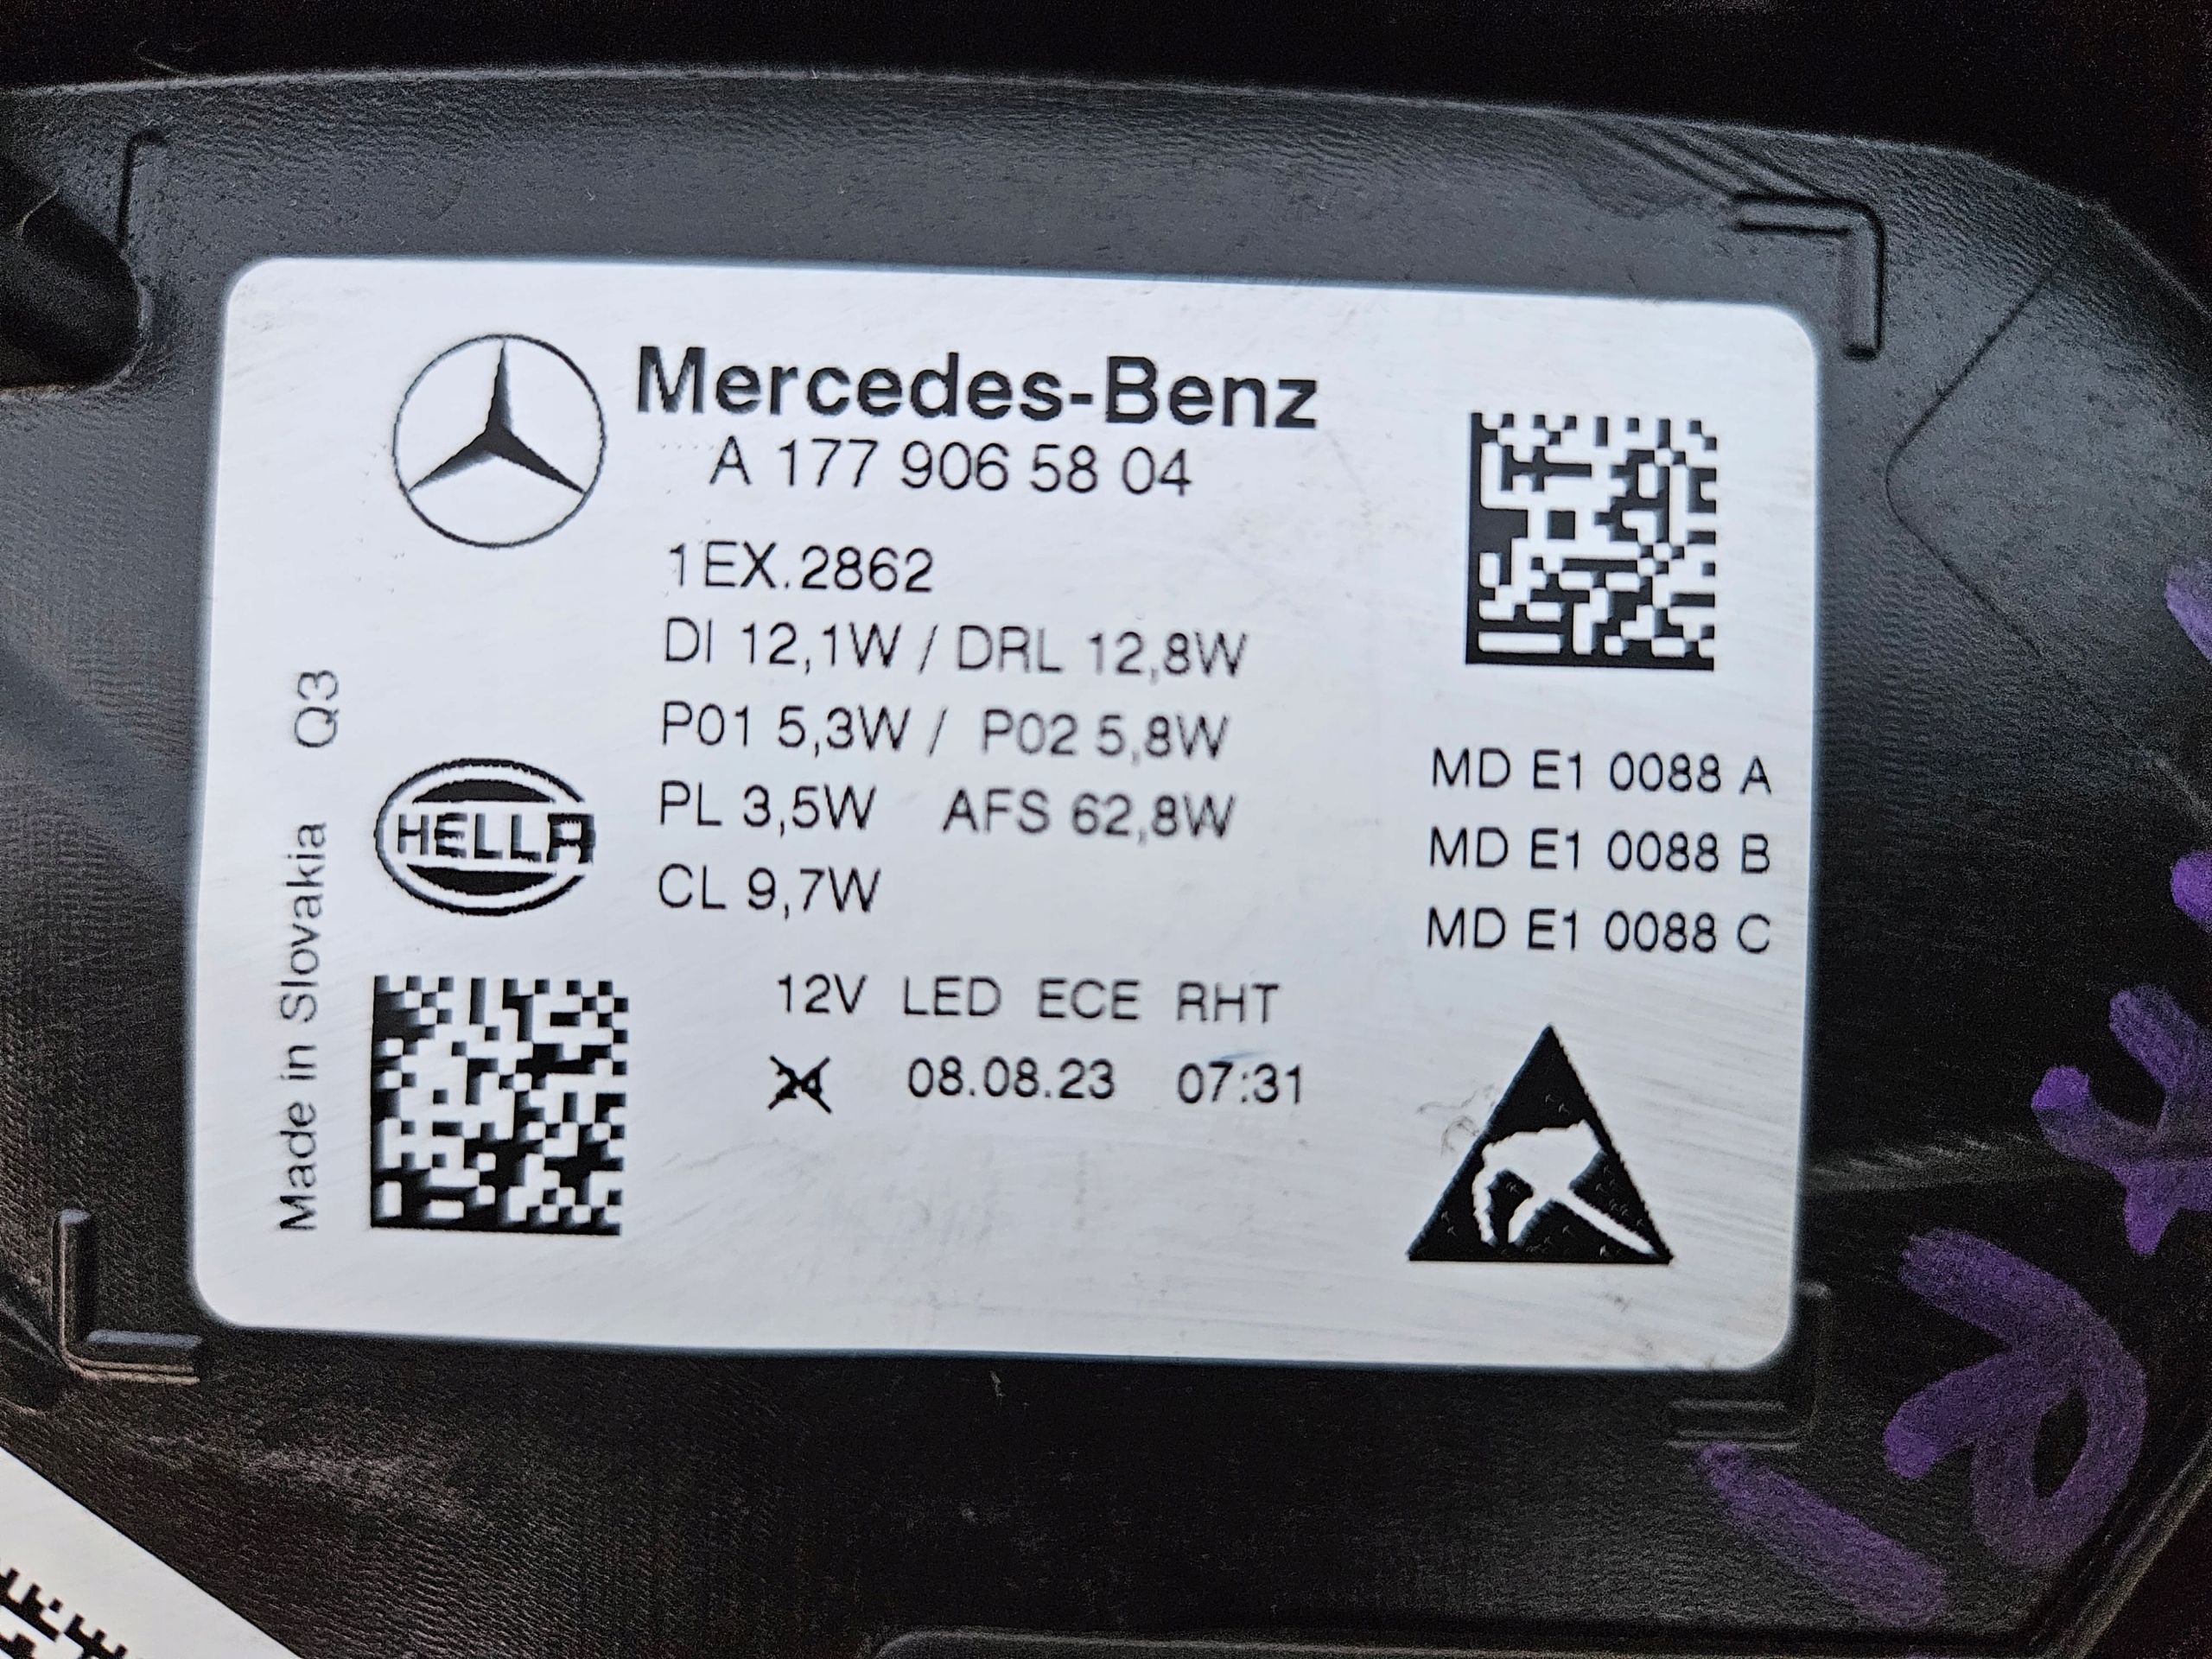 Mercedes-Benz
A 177 906 58 04
1EX.2862
DI 12,1W / DRL 12,8W
P01 5,3W / P02 5,8W
PL 3,5W AFS 62,8W
CL 9,7W
12V LED ECE RHT
24 08.08.23 07:31
MD E1 0088 A
MD E1 0088 B
MD E1 0088 C
HELLA
Made in Slovakia Q3